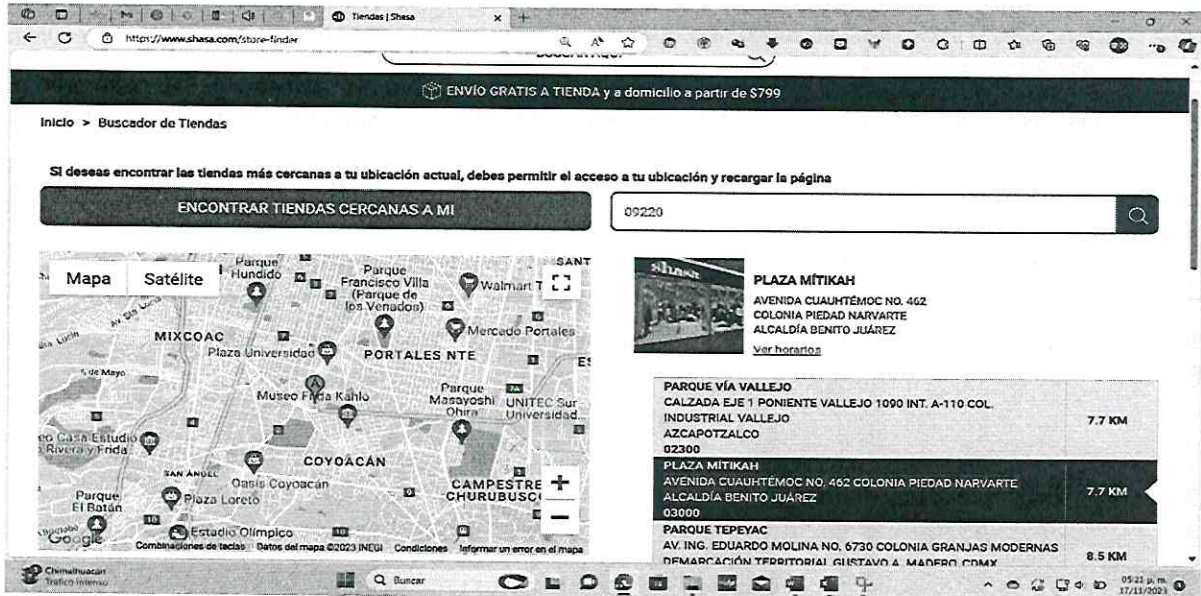 Tiendas | Shasa
https://www.shasa.com/store-finder
ENVÍO GRATIS A TIENDA y a domicilio a partir de $799
Inicio > Buscador de Tiendas
Si deseas encontrar las tiendas más cercanas a tu ubicación actual, debes permitir el acceso a tu ubicación y recargar la página
ENCONTRAR TIENDAS CERCANAS A MI
09220
Mapa
Satélite
Parque
Hundido
Parque
Francisco Villa
(Parque de
los Venados)
Walmart T
SANT
Mercado Portales
MIXCOAC
Plaza Universidad
PORTALES NTE
5 de Mayo
Museo Frida Kahlo
Parque
Masayoshi
Ohira
UNITEC Sur
Universidad...
eo Casa Estudio
o Rivera y Frida
COYOACÁN
SAN ÁNGEL
Oasis Coyoacán
CAMPESTRE
CHURUBUSC
Parque
El Batán
Plaza Loreto
Estadio Olímpico
Google
Combinaciones de teclas
Datos del mapa ©2023 INEGI
Condiciones
Informar un error en el mapa
shasa
PLAZA MÍTIKAH
AVENIDA CUAUHTÉMOC NO. 462
COLONIA PIEDAD NARVARTE
ALCALDÍA BENITO JUÁREZ
Ver horarios
PARQUE VÍA VALLEJO
CALZADA EJE 1 PONIENTE VALLEJO 1090 INT. A-110 COL.
INDUSTRIAL VALLEJO
AZCAPOTZALCO
02300
7.7 KM
PLAZA MÍTIKAH
AVENIDA CUAUHTÉMOC NO. 462 COLONIA PIEDAD NARVARTE
ALCALDÍA BENITO JUÁREZ
03000
7.7 KM
PARQUE TEPEYAC
AV. ING. EDUARDO MOLINA NO. 6730 COLONIA GRANJAS MODERNAS
DEMARCACIÓN TERRITORIAL GUSTAVO A. MADERO, CDMX
8.5 KM
Chimalhuacán
Tráfico intenso
Buscar
05:21 p. m.
17/11/2023